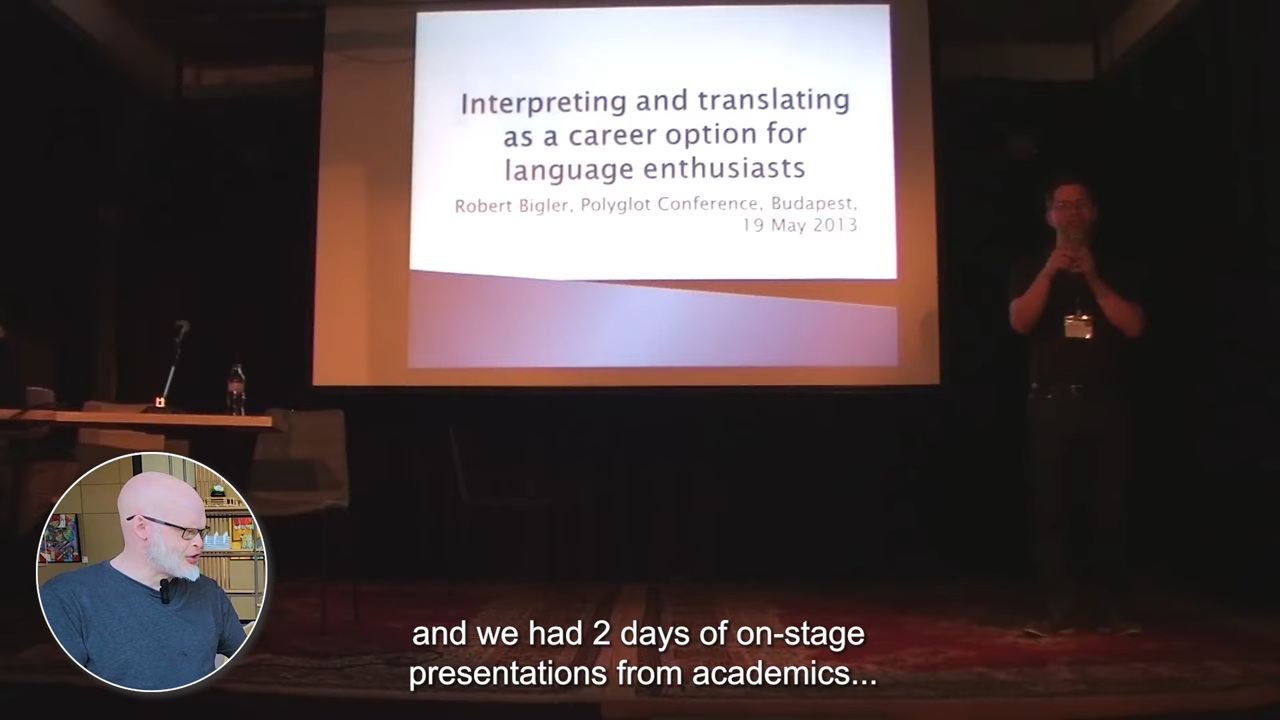 Interpreting and translating
as a career option for
language enthusiasts
Robert Bigler, Polyglot Conference, Budapest,
19 May 2013
and we had 2 days of on-stage
presentations from academics...